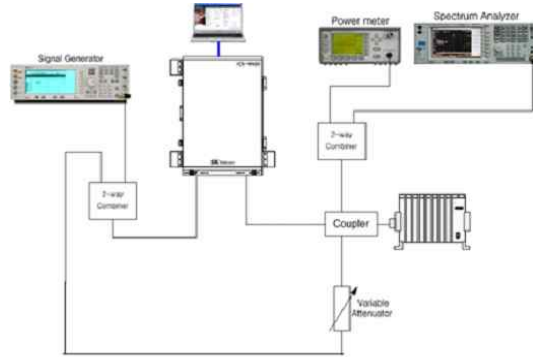 Power meter
Spectrum Analyzer
Signal Generator
2-way
Combiner
2-way
Combiner
Coupler
Variable
Attenuator